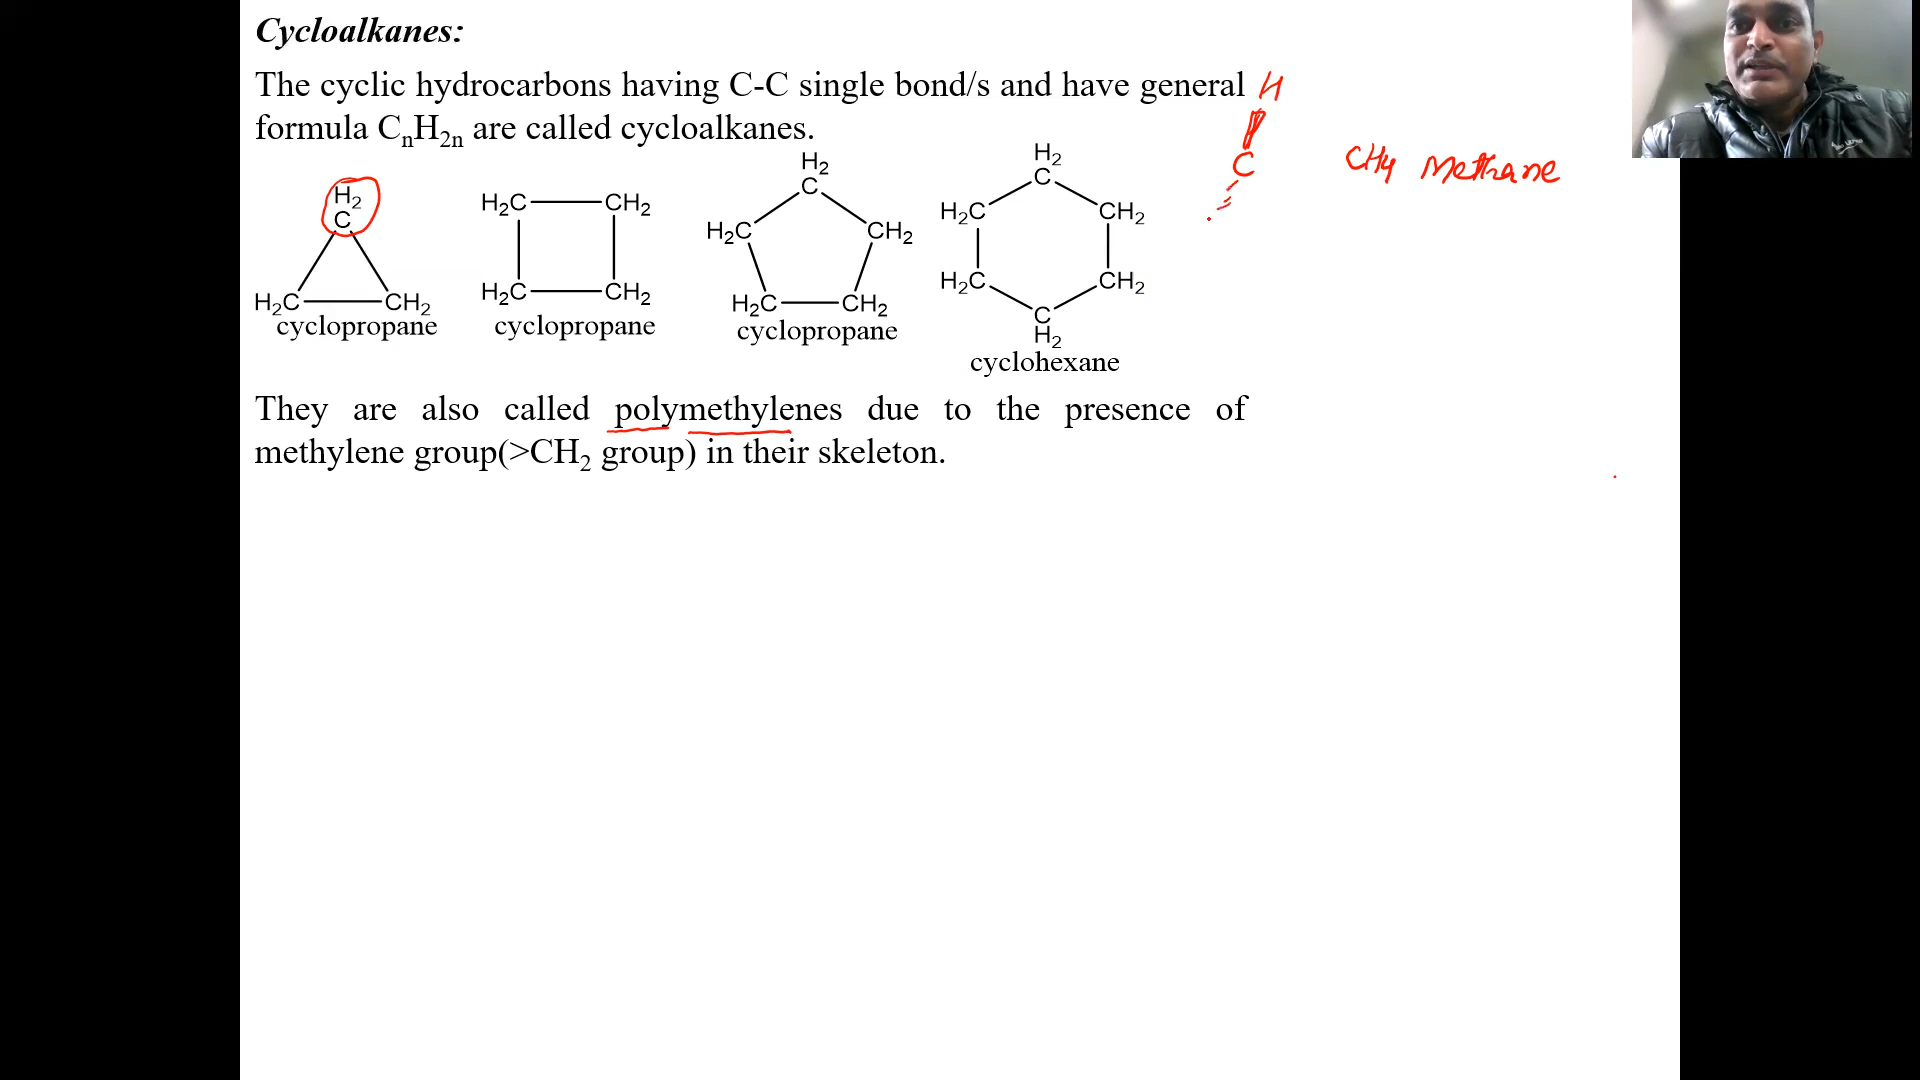 Cycloalkanes:
The cyclic hydrocarbons having C-C single bond/s and have general
formula CnH2n are called cycloalkanes.
H
C
CH4 Methane
H2
C
H2C CH2
cyclopropane
H2C CH2
H2C CH2
cyclopropane
H2
C
H2C CH2
H2C CH2
cyclopropane
H2
C
H2C CH2
H2C CH2
C
H2
cyclohexane
They are also called polymethylenes due to the presence of
methylene group(>CH2 group) in their skeleton.